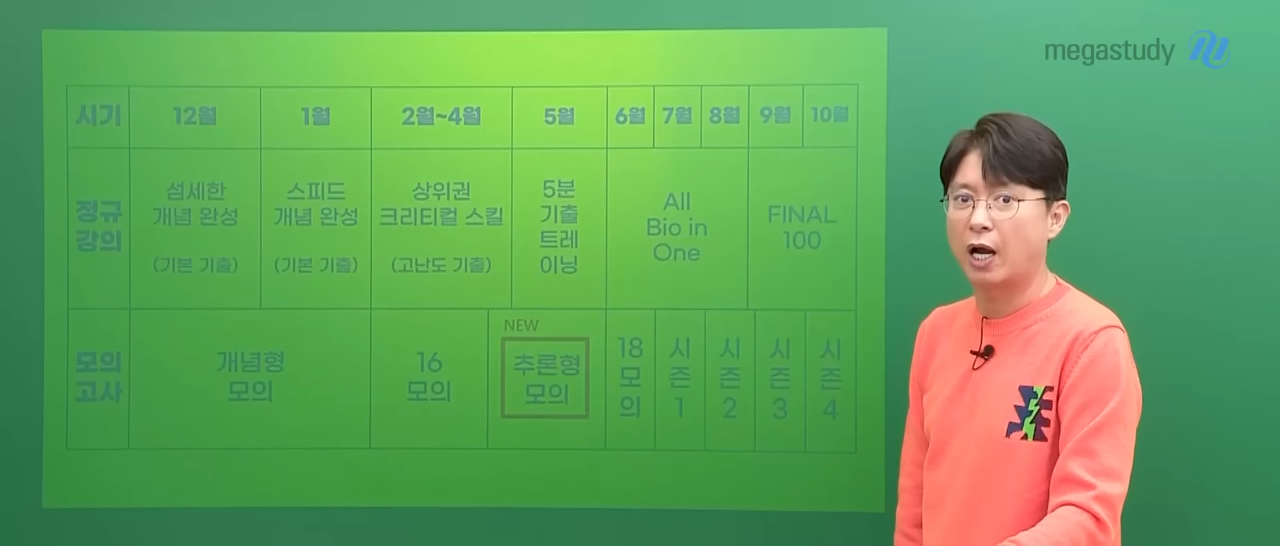 megastudy
시기 12월 1월 2월~4월 5월 6월 7월 8월 9월 10월
정규
강의
섬세한
개념 완성
(기본 기출)
스피드
개념 완성
(기본 기출)
상위권
크리티컬 스킬
(고난도 기출)
5분
기출
트레
이닝
All
Bio in
One
FINAL
100
모의
고사
개념형
모의
16
모의
NEW
추론형
모의
18
모
의
시
즌
1
시
즌
2
시
즌
3
시
즌
4